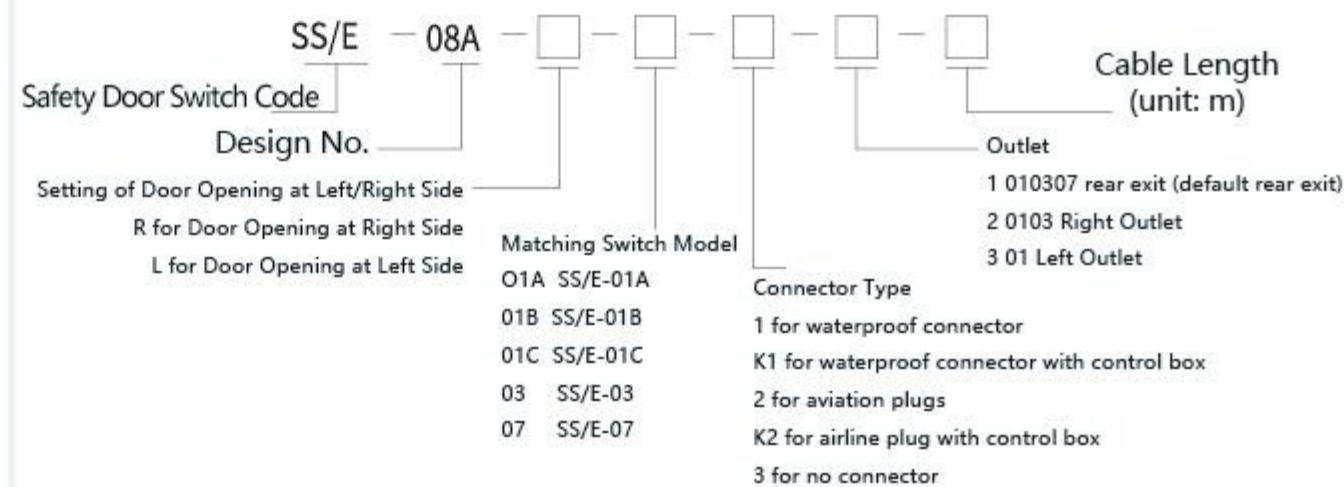 SS/E — 08A — □ — □ — □ — □ — □
Safety Door Switch Code
Design No.
Setting of Door Opening at Left/Right Side
R for Door Opening at Right Side
L for Door Opening at Left Side
Matching Switch Model
O1A SS/E-01A
01B SS/E-01B
01C SS/E-01C
03 SS/E-03
07 SS/E-07
Connector Type
1 for waterproof connector
K1 for waterproof connector with control box
2 for aviation plugs
K2 for airline plug with control box
3 for no connector
Outlet
1 010307 rear exit (default rear exit)
2 0103 Right Outlet
3 01 Left Outlet
Cable Length
(unit: m)